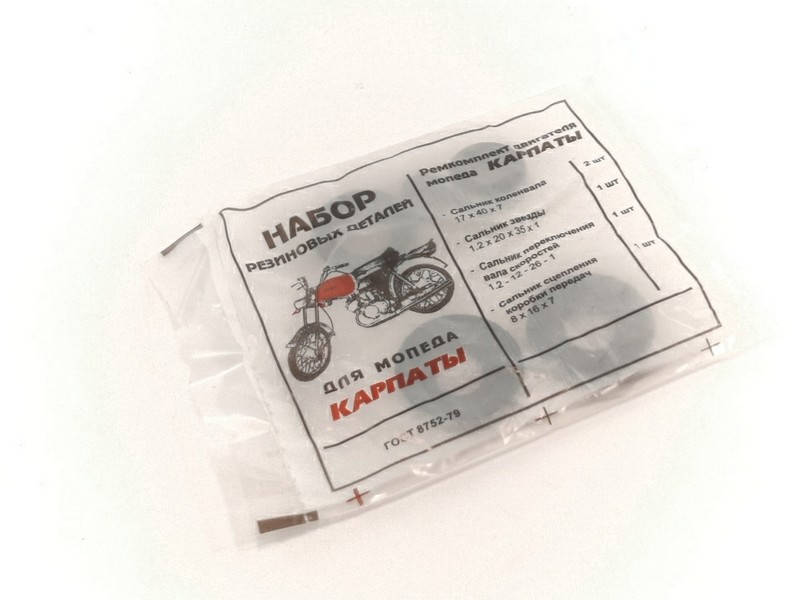 НАБОР
РЕЗИНОВЫХ ДЕТАЛЕЙ
ДЛЯ МОПЕДА
КАРПАТЫ
ГОСТ 8752-79
Ремкомплект двигателя
мопеда КАРПАТЫ
- Сальник коленвала 2 шт
17 x 40 x 7
- Сальник звезды 1 шт
1.2 x 20 x 35 x 1
- Сальник переключения 1 шт
вала скоростей
1.2 - 12 - 26 - 1
- Сальник сцепления 1 шт
коробки передач
8 x 16 x 7